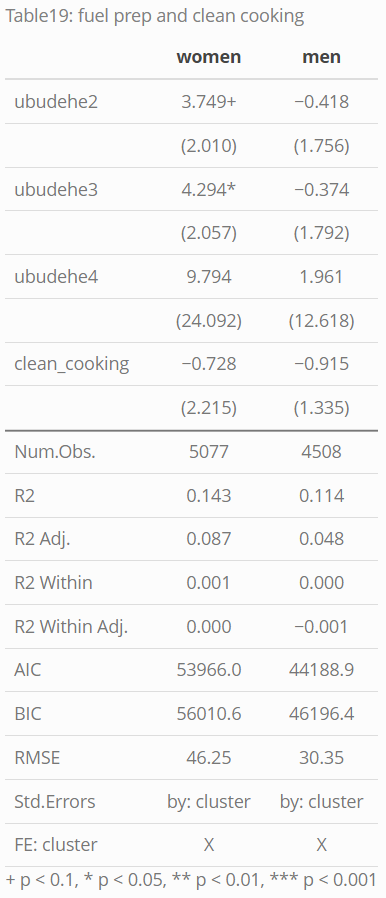 Table19: fuel prep and clean cooking
women men
ubudehe2 3.749+ −0.418
(2.010) (1.756)
ubudehe3 4.294* −0.374
(2.057) (1.792)
ubudehe4 9.794 1.961
(24.092) (12.618)
clean_cooking −0.728 −0.915
(2.215) (1.335)
Num.Obs. 5077 4508
R2 0.143 0.114
R2 Adj. 0.087 0.048
R2 Within 0.001 0.000
R2 Within Adj. 0.000 −0.001
AIC 53966.0 44188.9
BIC 56010.6 46196.4
RMSE 46.25 30.35
Std.Errors by: cluster by: cluster
FE: cluster X X
+ p < 0.1, * p < 0.05, ** p < 0.01, *** p < 0.001